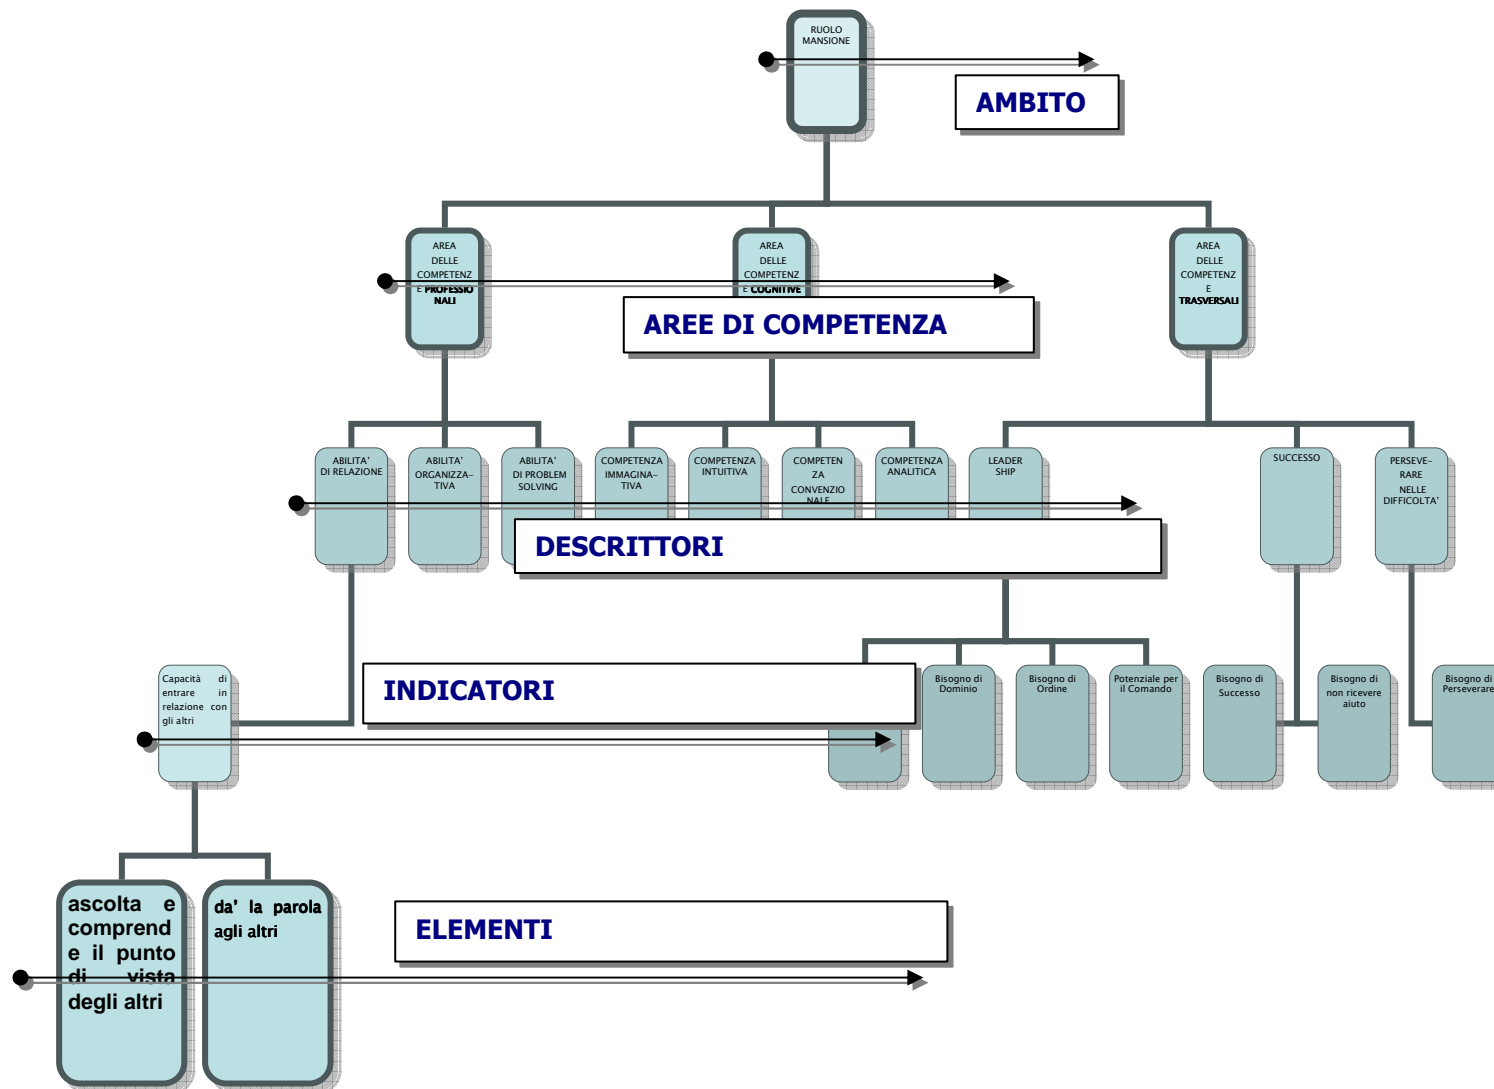 RUOLO
MANSIONE
AMBITO
AREA
DELLE
COMPETENZ
E PROFESSIO
NALI
AREA
DELLE
COMPETENZ
E COGNITIVE
AREA
DELLE
COMPETENZ
E
TRASVERSALI
AREE DI COMPETENZA
ABILITA'
DI RELAZIONE
ABILITA'
ORGANIZZA-
TIVA
ABILITA'
DI PROBLEM
SOLVING
COMPETENZA
IMMAGINA-
TIVA
COMPETENZA
INTUITIVA
COMPETEN
ZA
CONVENZIO
NALE
COMPETENZA
ANALITICA
LEADER
SHIP
SUCCESSO
PERSEVE-
RARE
NELLE
DIFFICOLTA'
DESCRITTORI
Capacità di
entrare in
relazione con
gli altri
INDICATORI
Bisogno di
Dominio
Bisogno di
Ordine
Potenziale per
il Comando
Bisogno di
Successo
Bisogno di
non ricevere
aiuto
Bisogno di
Perseverare
ascolta e
comprend
e il punto
di vista
degli altri
da' la parola
agli altri
ELEMENTI